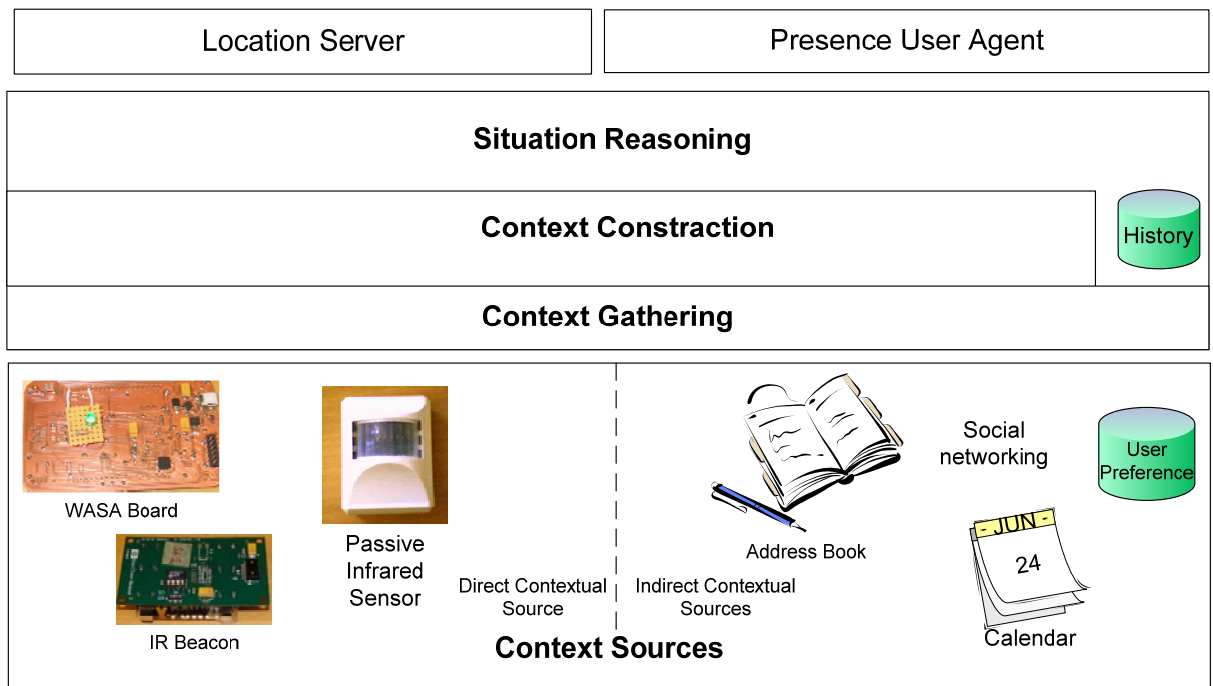 Location Server
Presence User Agent
Situation Reasoning
Context Constraction
History
Context Gathering
WASA Board
IR Beacon
Passive
Infrared
Sensor
Direct Contextual
Source
Indirect Contextual
Sources
Address Book
Social
networking
User
Preference
- JUN -
24
Calendar
Context Sources